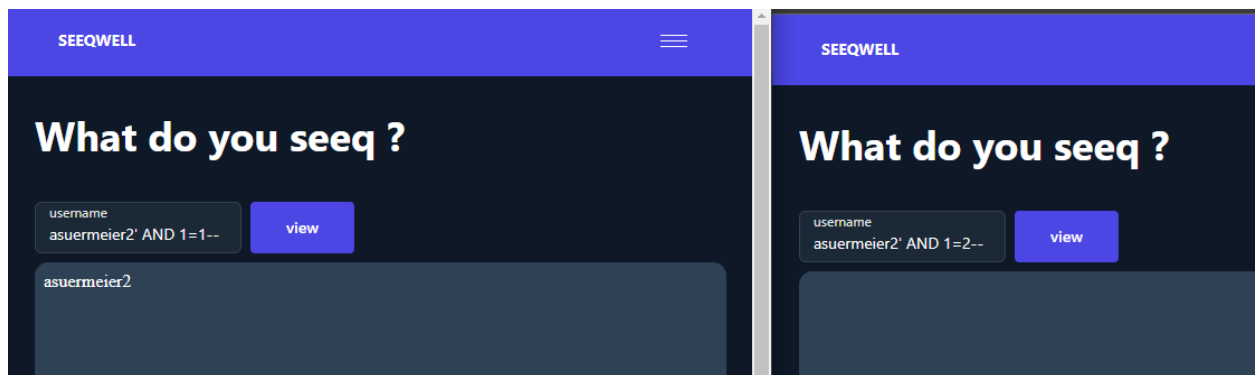 SEEQWELL
What do you seeq ?
username
asuermeier2' AND 1=1--
view
asuermeier2
SEEQWELL
What do you seeq ?
username
asuermeier2' AND 1=2--
view